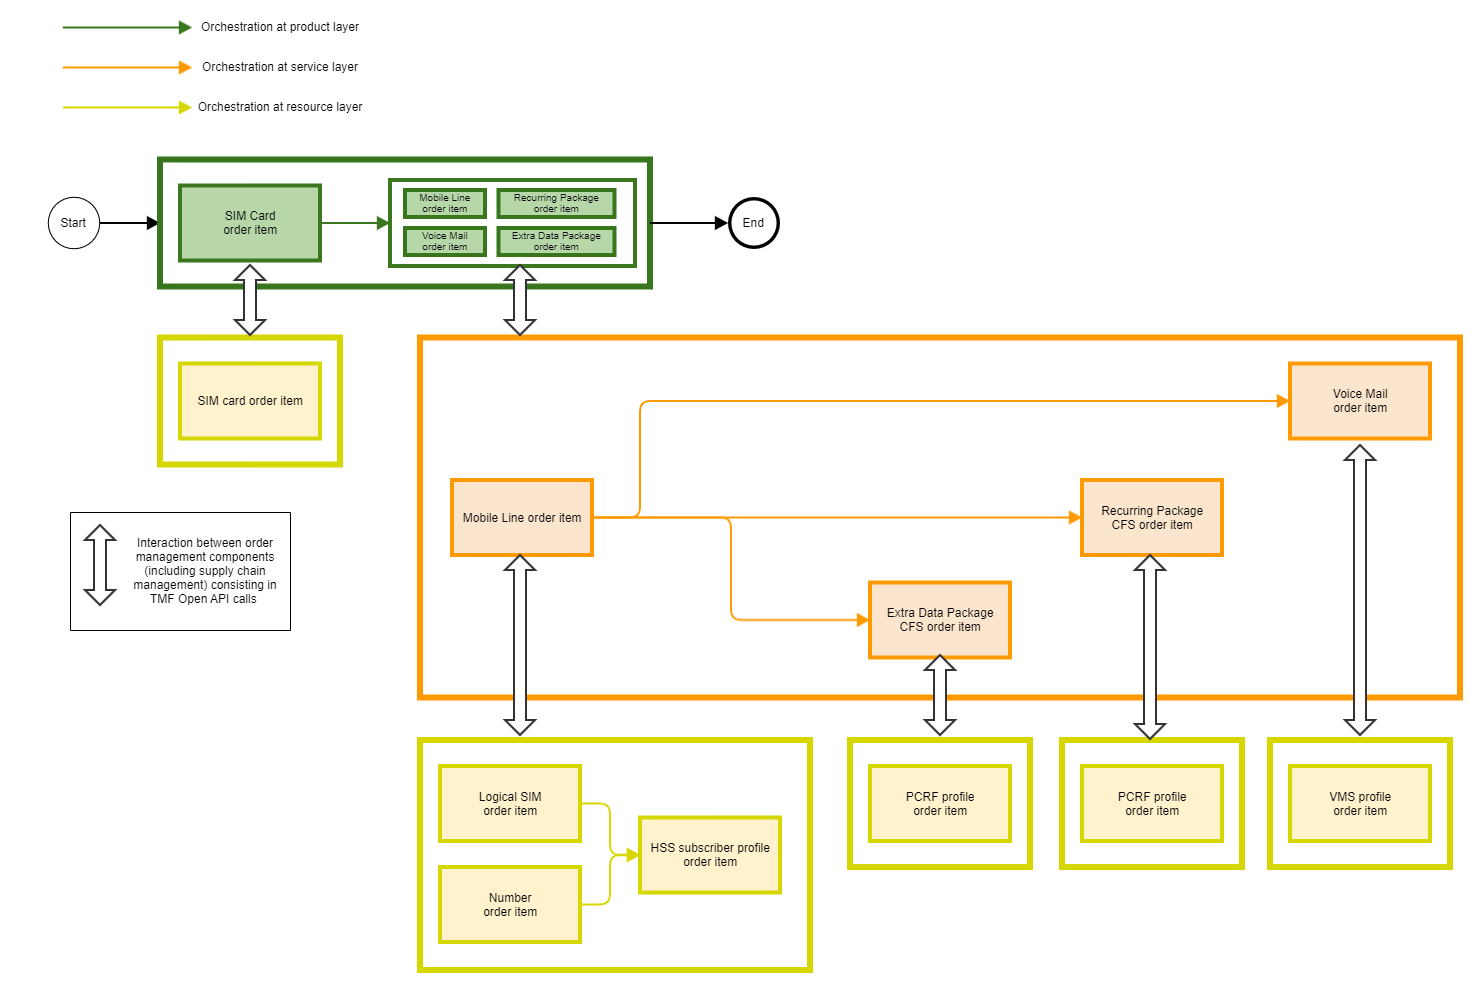 Orchestration at product layer
Orchestration at service layer
Orchestration at resource layer
Start
SIM Card
order item
Mobile Line
order item
Recurring Package
order item
Voice Mail
order item
Extra Data Package
order item
End
SIM card order item
Voice Mail
order item
Mobile Line order item
Recurring Package
CFS order item
Extra Data Package
CFS order item
Interaction between order
management components
(including supply chain
management) consisting in
TMF Open API calls
Logical SIM
order item
Number
order item
HSS subscriber profile
order item
PCRF profile
order item
PCRF profile
order item
VMS profile
order item